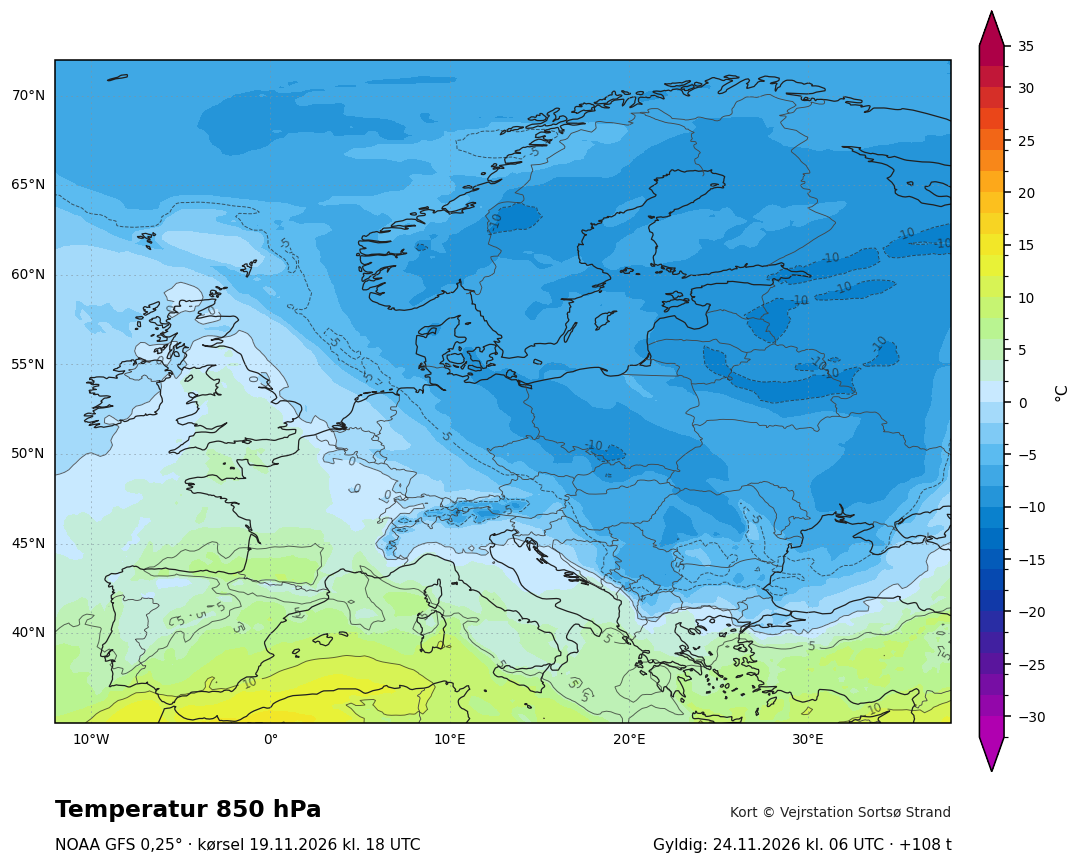 70°N
65°N
60°N
55°N
50°N
45°N
40°N
10°W
0°
10°E
20°E
30°E
35
30
25
20
15
10
5
0
−5
−10
−15
−20
−25
−30
°C
Temperatur 850 hPa
Kort © Vejrstation Sortsø Strand
NOAA GFS 0,25° · kørsel 19.11.2026 kl. 18 UTC
Gyldig: 24.11.2026 kl. 06 UTC · +108 t